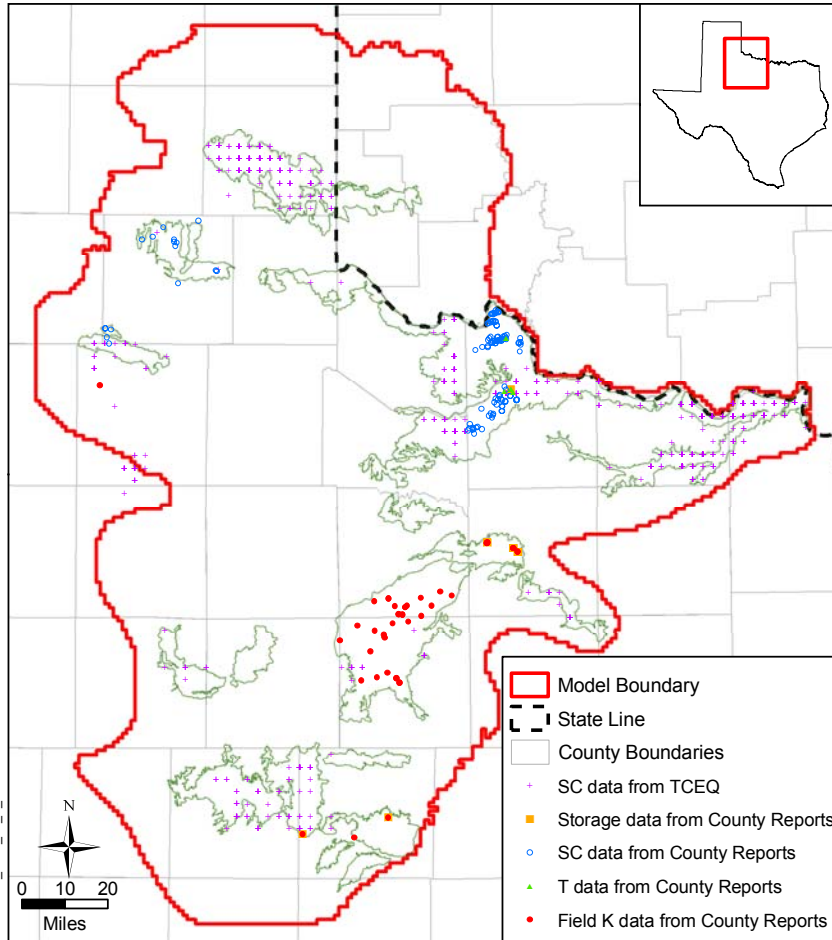 Model Boundary
State Line
County Boundaries
SC data from TCEQ
Storage data from County Reports
SC data from County Reports
T data from County Reports
Field K data from County Reports
N
0 10 20
Miles